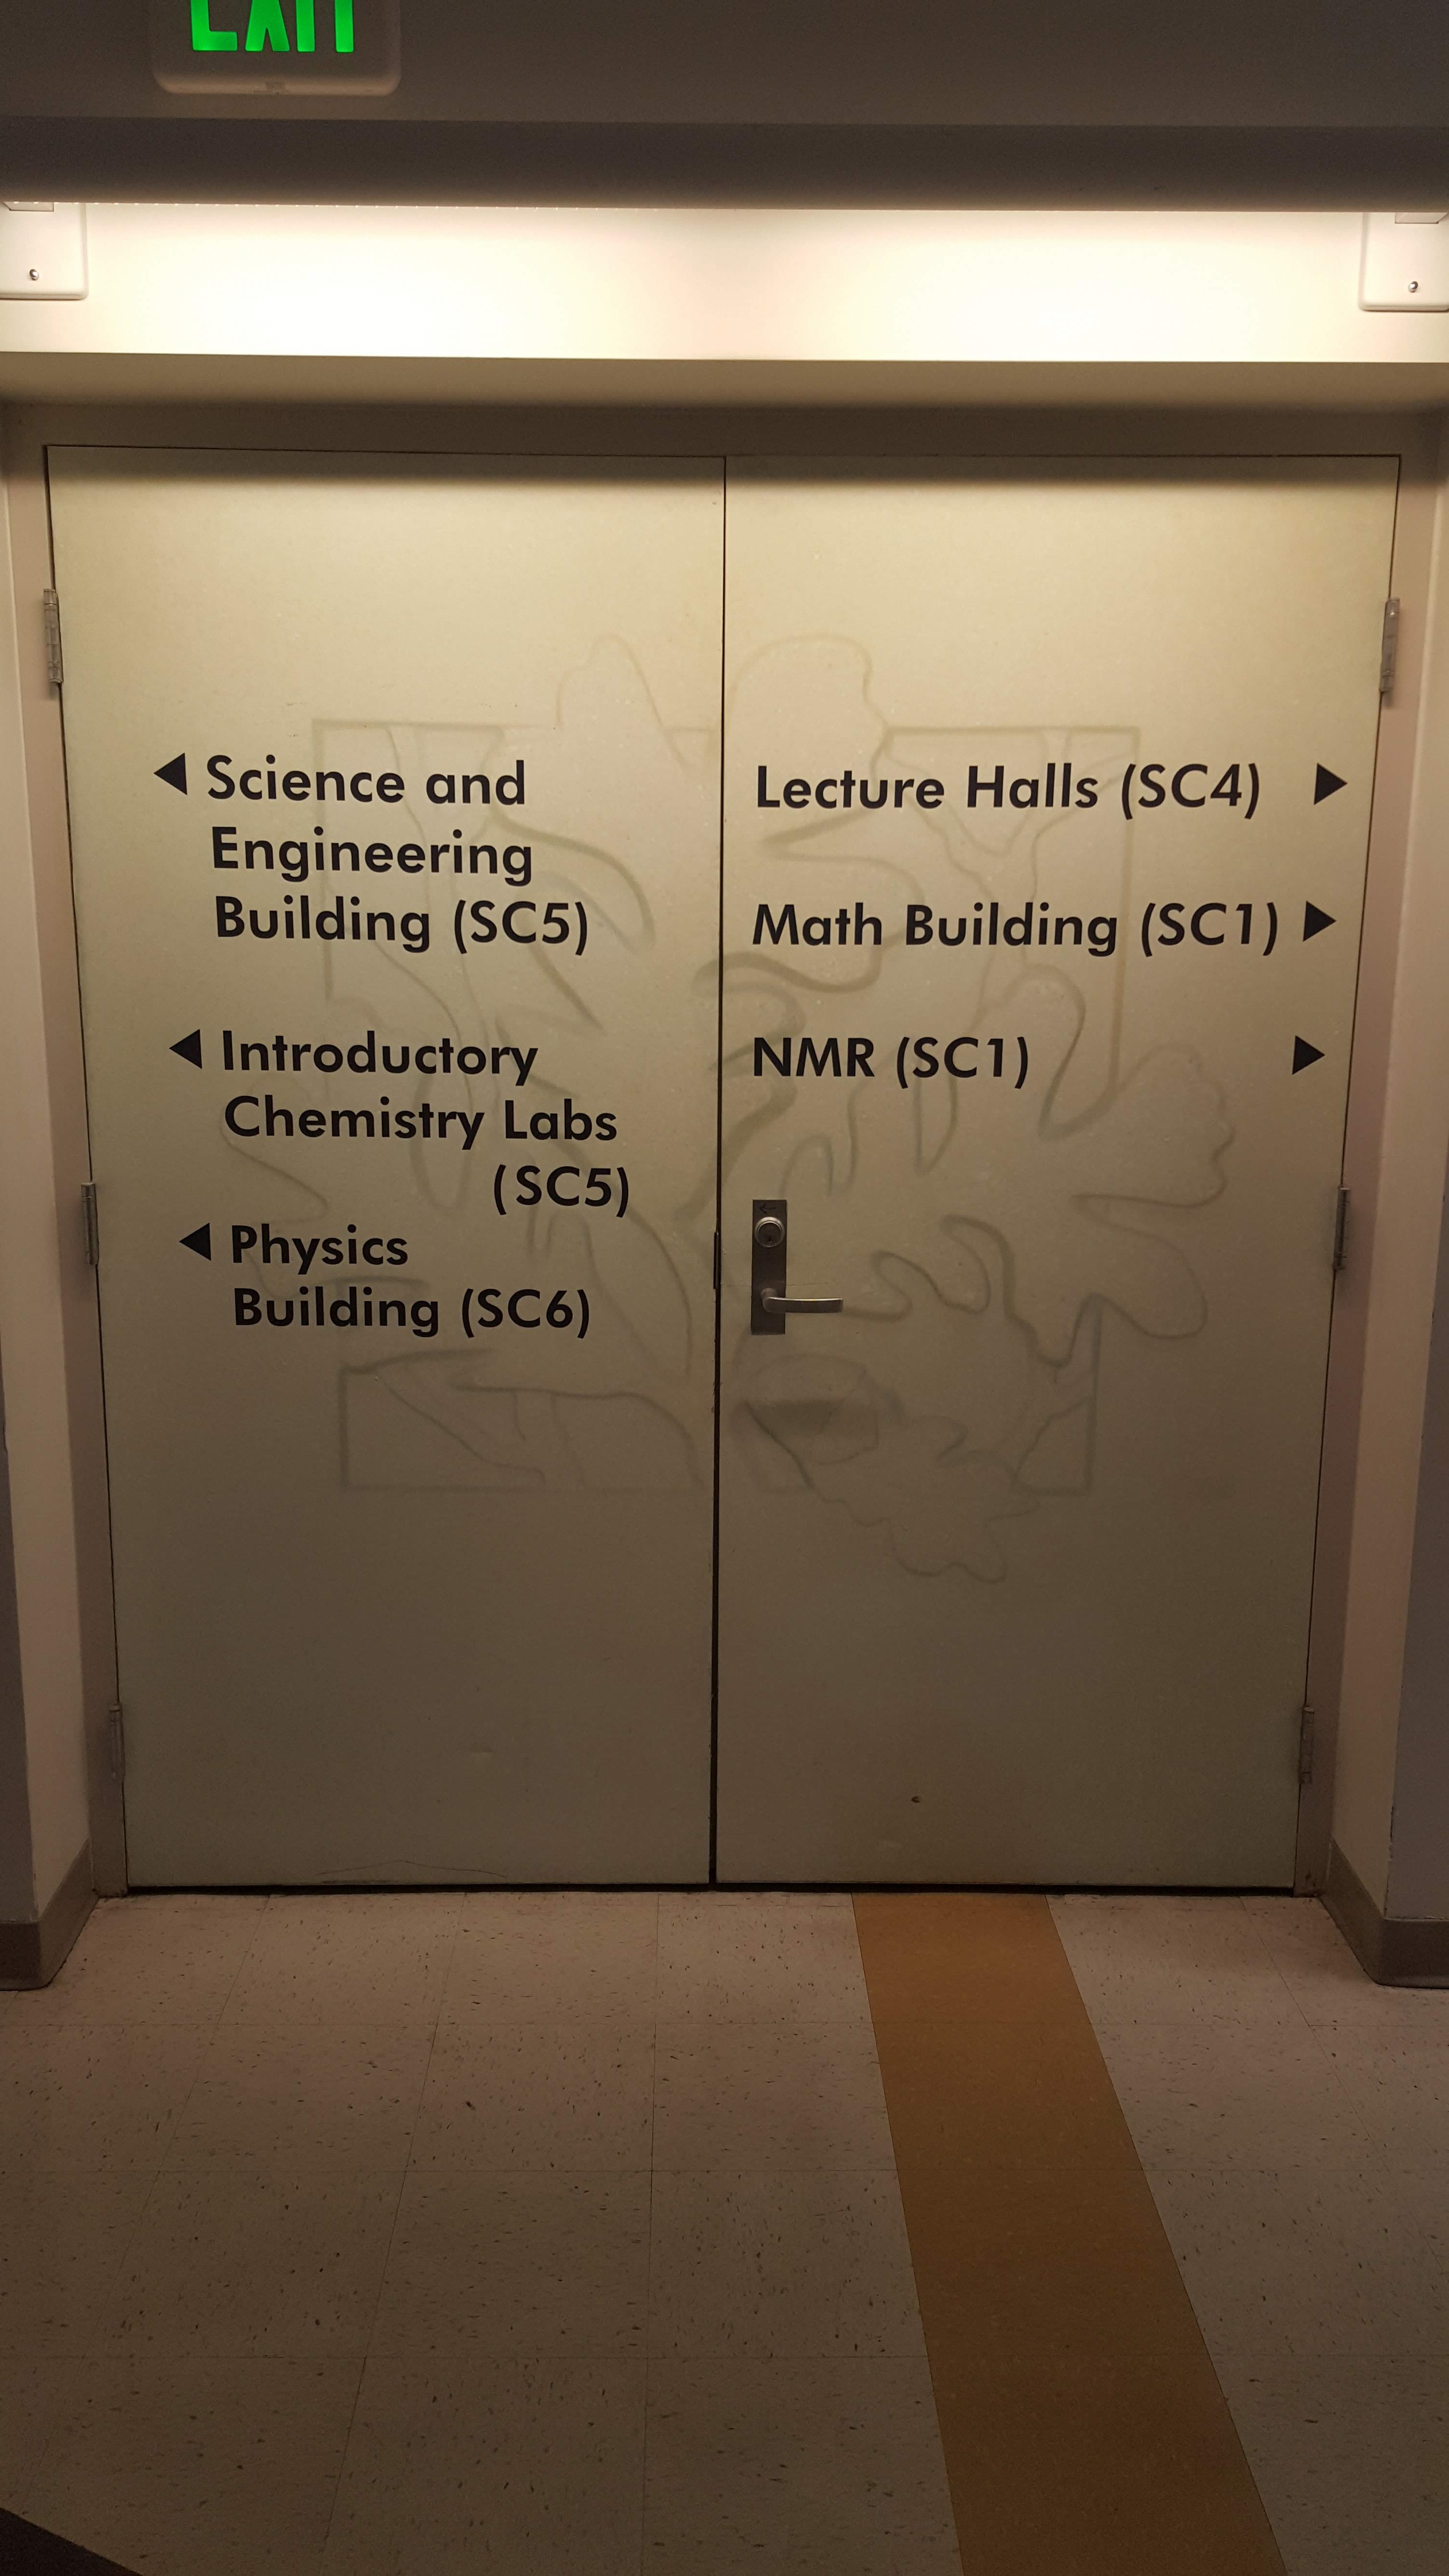 EXIT
Science and
Engineering
Building (SC5)
Introductory
Chemistry Labs
(SC5)
Physics
Building (SC6)
Lecture Halls (SC4)
Math Building (SC1)
NMR (SC1)